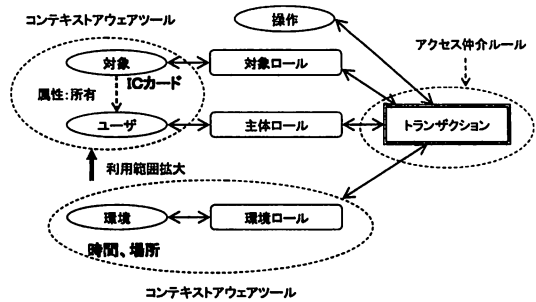 コンテキストアウェアツール
操作
アクセス仲介ルール
対象
ICカード
対象ロール
属性:所有
ユーザ
主体ロール
トランザクション
利用範囲拡大
環境
環境ロール
時間、場所
コンテキストアウェアツール